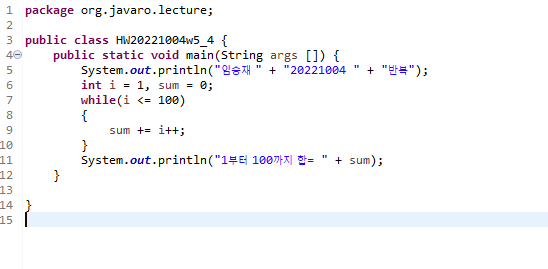 1 package org.javaro.lecture;
2
3 public class HW20221004w5_4 {
4 public static void main(String args []) {
5 System.out.println("임승재 " + "20221004 " + "반복");
6 int i = 1, sum = 0;
7 while(i <= 100)
8 {
9 sum += i++;
10 }
11 System.out.println("1부터 100까지 합= " + sum);
12 }
13
14 }
15